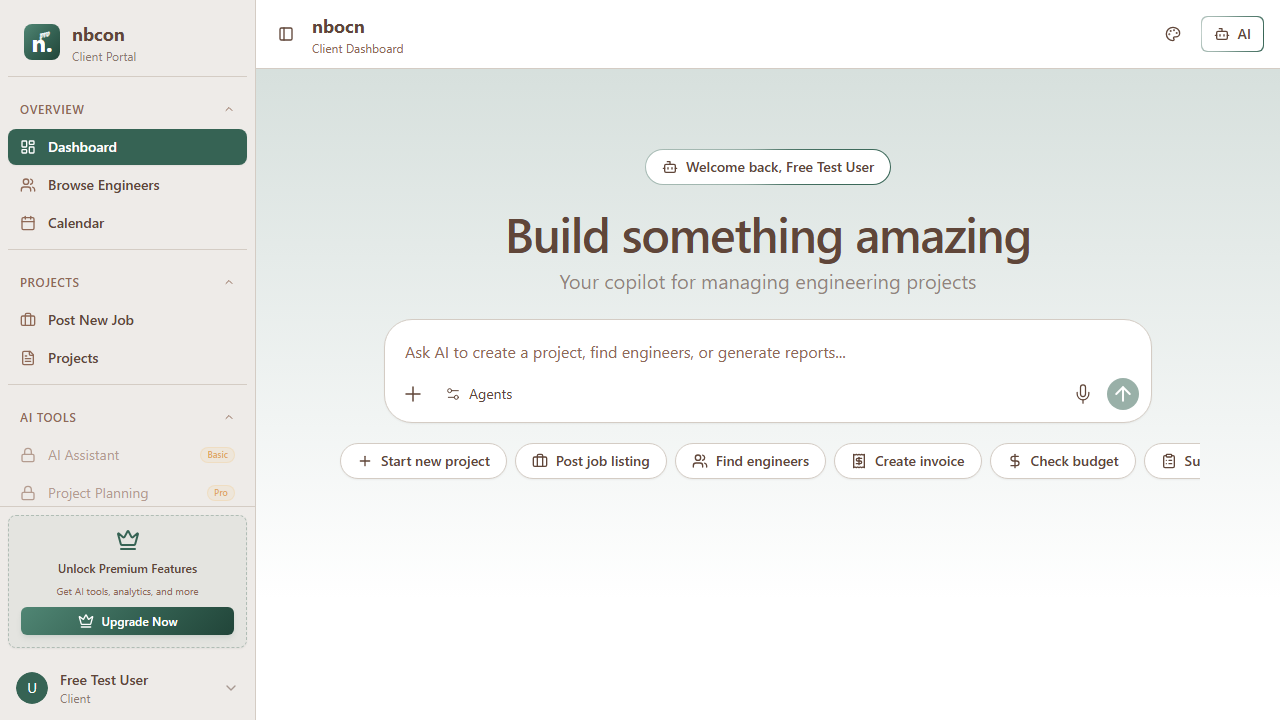 n.
nbcon
Client Portal
OVERVIEW
Dashboard
Browse Engineers
Calendar
PROJECTS
Post New Job
Projects
AI TOOLS
AI Assistant Basic
Project Planning Pro
Unlock Premium Features
Get AI tools, analytics, and more
Upgrade Now
U
Free Test User
Client
nbocn
Client Dashboard
AI
Welcome back, Free Test User
Build something amazing
Your copilot for managing engineering projects
Ask AI to create a project, find engineers, or generate reports...
Agents
Start new project Post job listing Find engineers Create invoice Check budget Su